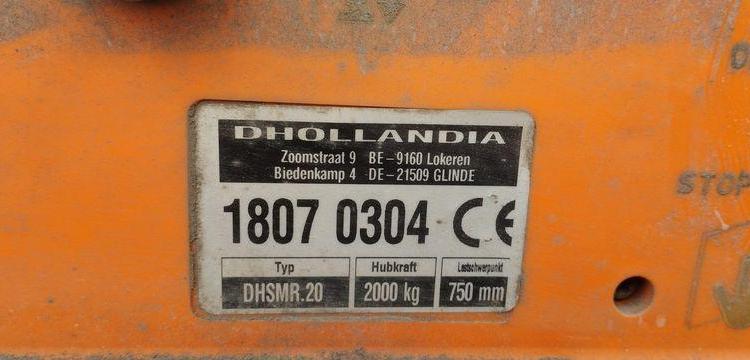 DHOLLANDIA
Zoomstraat 9 BE-9160 Lokeren
Biedenkamp 4 DE-21509 GLINDE
1807 0304 CE
Typ Hubkraft Lastschwerpunkt
DHSMR.20 2000 kg 750 mm
STOP